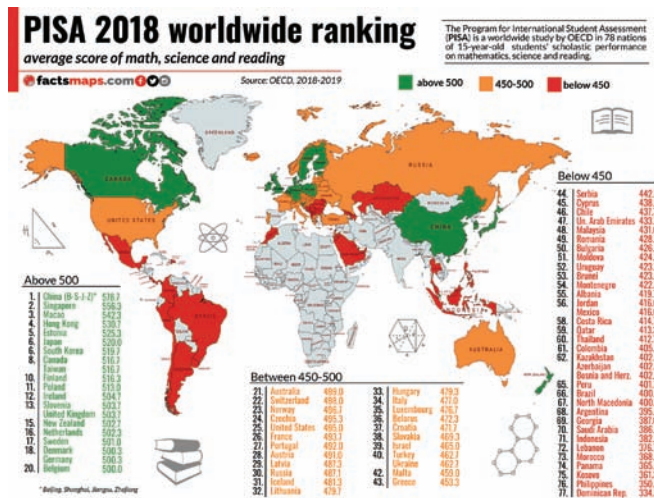 PISA 2018 worldwide ranking
average score of math, science and reading
factsmaps.com
Source: OECD, 2018-2019
The Program for International Student Assessment
(PISA) is a worldwide study by OECD in 78 nations
of 15-year-old students' scholastic performance
on mathematics, science and reading.
above 500
450-500
below 450
GREENLAND
CANADA
UNITED STATES
RUSSIA
CHINA
AUSTRALIA
Above 500
1. China (B-S-J-Z)*
2. Singapore 556.3
3. Macao 542.3
4. Hong Kong 530.7
5. Estonia 525.3
6. Japan 520.0
7. South Korea 519.7
8. Canada 516.7
Taiwan 516.7
10. Finland 516.3
11. Poland 513.0
12. Ireland 504.7
13. Slovenia 503.7
United Kingdom 503.7
15. New Zealand 502.7
16. Netherlands 502.3
17. Sweden 501.0
18. Denmark 500.3
Germany 500.3
20. Belgium 500.0
* Beijing, Shanghai, Jiangsu, Zhejiang
Between 450-500
21. Australia 499.0
22. Switzerland 498.0
23. Norway 496.7
24. Czechia 495.3
25. United States 495.0
26. France 493.7
27. Portugal 492.0
28. Austria 491.0
29. Latvia 487.3
30. Russia
31. Iceland 481.3
32. Lithuania 479.7
33. Hungary 479.3
34. Italy 477.0
35. Luxembourg 476.7
36. Belarus 472.3
37. Croatia 471.7
38. Slovakia 469.3
39. Israel 465.0
40. Turkey 462.7
Ukraine 462.7
42. Malta 459.0
43. Greece 453.3
Below 450
44. Serbia 442.
45. Cyprus 438.
46. Chile 437.
47. Un. Arab Emirates 433.
48. Malaysia 431.
49. Romania 428.
50. Bulgaria 426.
51. Moldova 424.
52. Uruguay 423.
53. Brunei 423.
54. Montenegro 422.
55. Albania 419.
56. Jordan 416.
Mexico 416.
58. Costa Rica 414.
59. Qatar 413.
60. Thailand 412.
61. Colombia 405.
62. Kazakhstan 402.
Azerbaijan 402.
Bosnia and Herz. 402.
65. Peru 401.
66. Brazil 400.
67. North Macedonia 400.
68. Argentina 395.
69. Georgia 387.
70. Saudi Arabia 386.
71. Indonesia 382.
72. Lebanon 376.
73. Morocco 368.
74. Panama 365.
75. Kosovo 361.
76. Philippines 350.
77. Dominican Rep. 334.